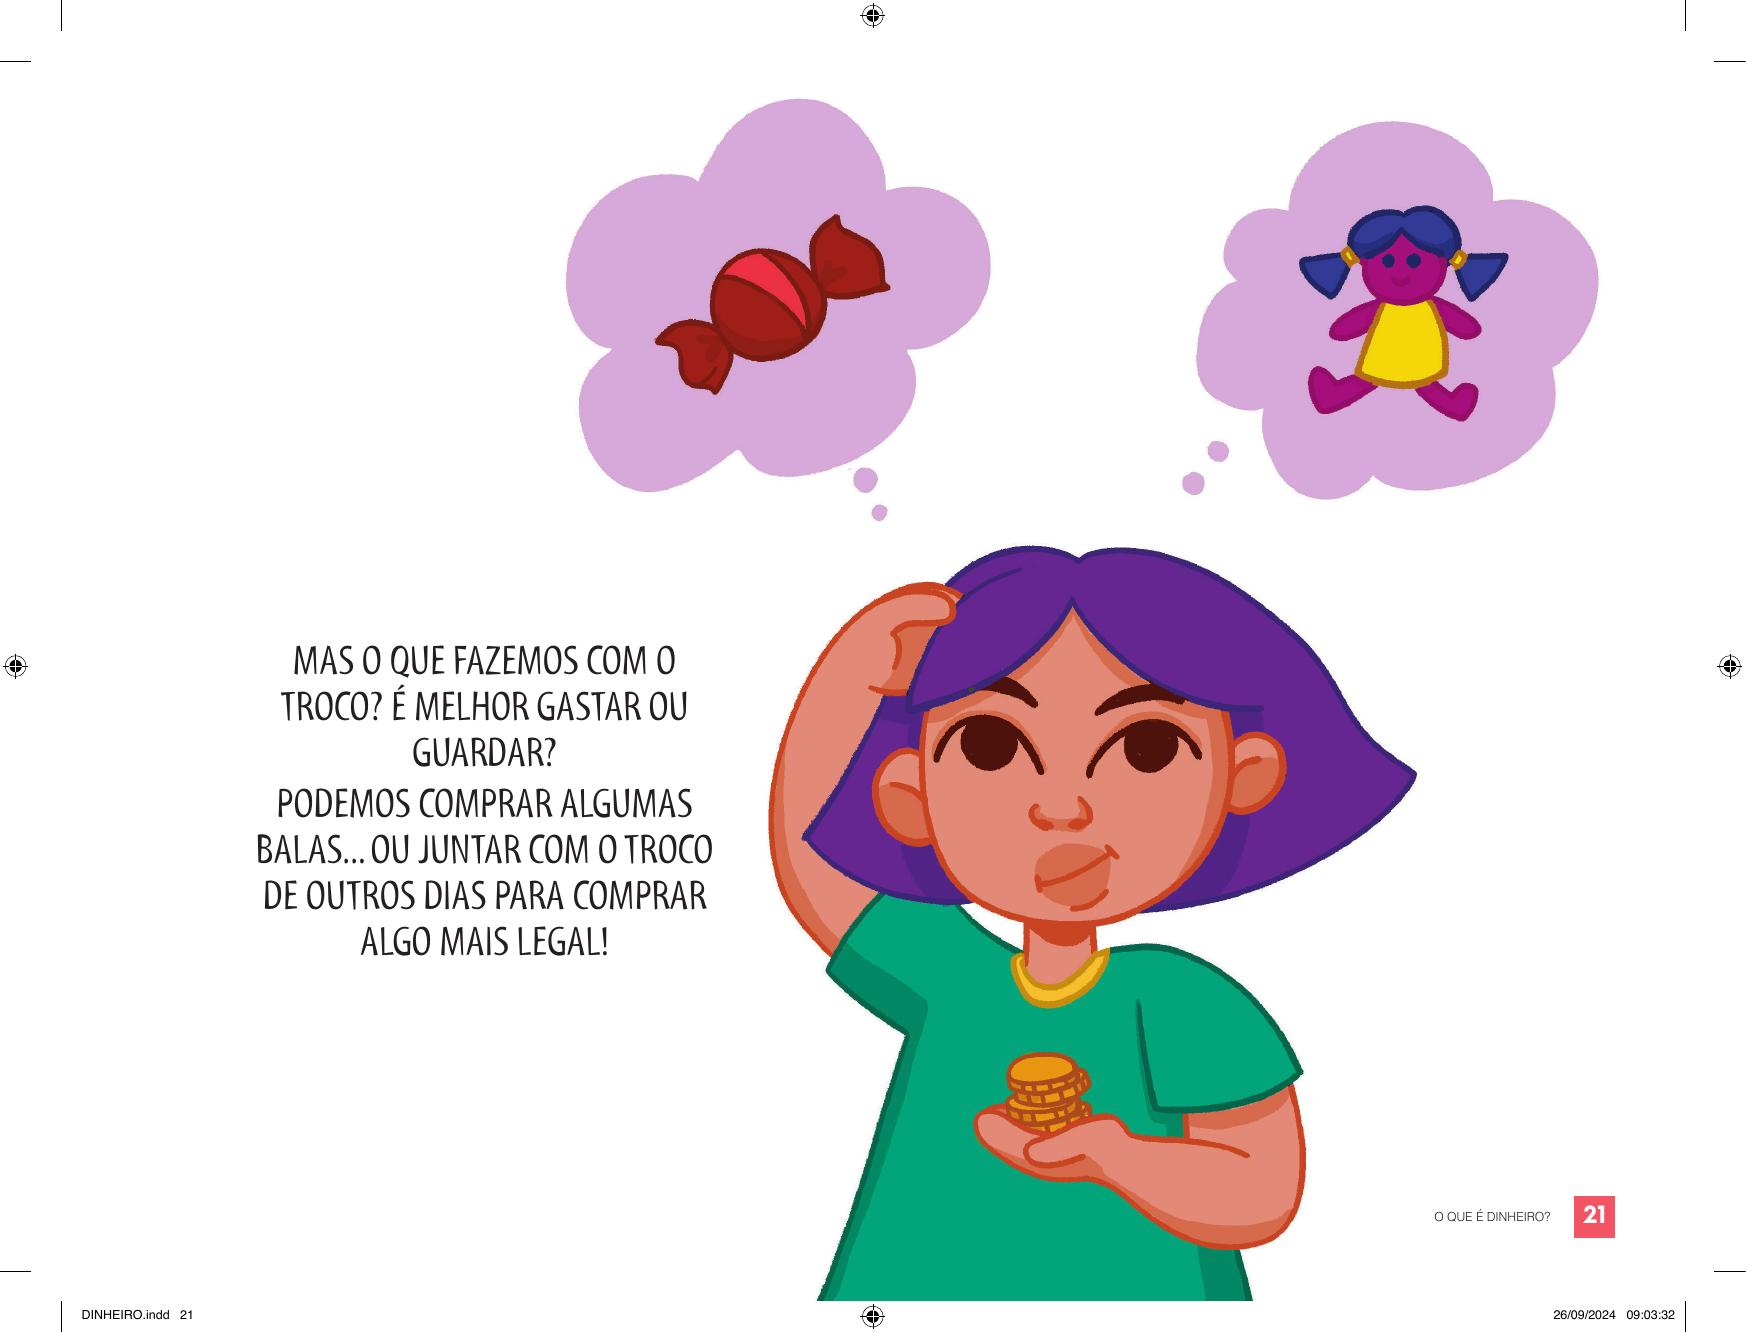 MAS O QUE FAZEMOS COM O
TROCO? É MELHOR GASTAR OU
GUARDAR?
PODEMOS COMPRAR ALGUMAS
BALAS... OU JUNTAR COM O TROCO
DE OUTROS DIAS PARA COMPRAR
ALGO MAIS LEGAL!
O QUE É DINHEIRO? 21
DINHEIRO.indd 21 26/09/2024 09:03:32